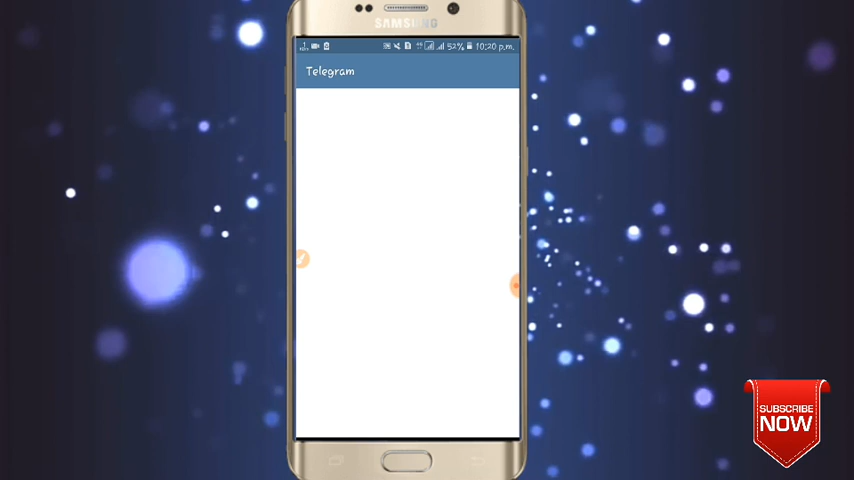 SAMSUNG
52% 10:20 p.m.
Telegram
SUBSCRIBE
NOW